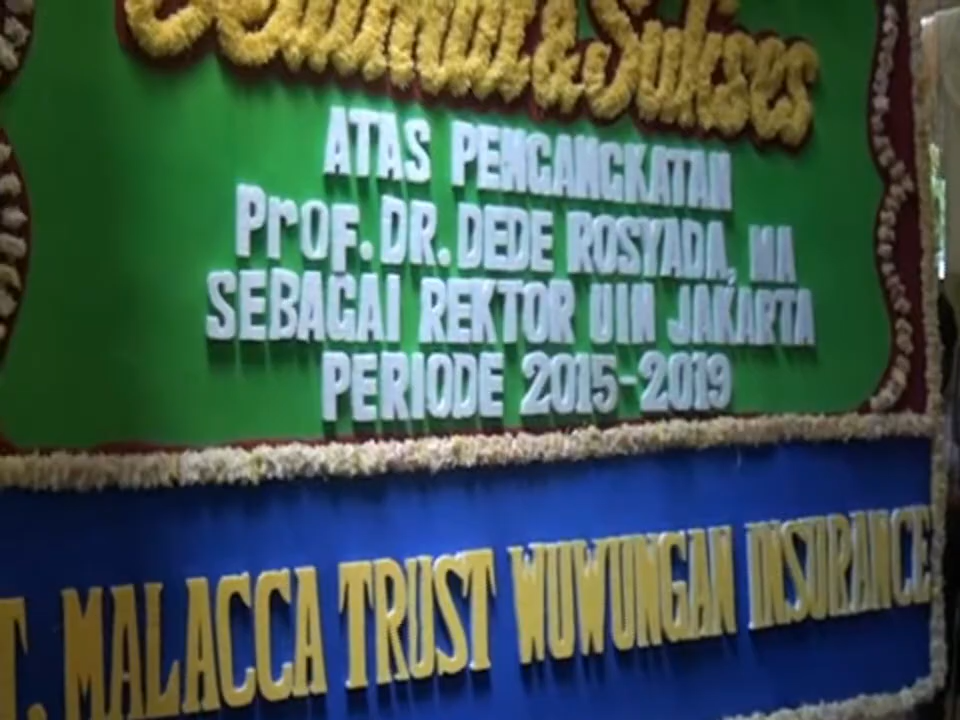 & Sukses
ATAS PENGANGKATAN
Prof. DR. DEDE ROSYADA, MA
SEBAGAI REKTOR UIN JAKARTA
PERIODE 2015-2019
T. MALACCA TRUST WUWUNGAN INSURANCE